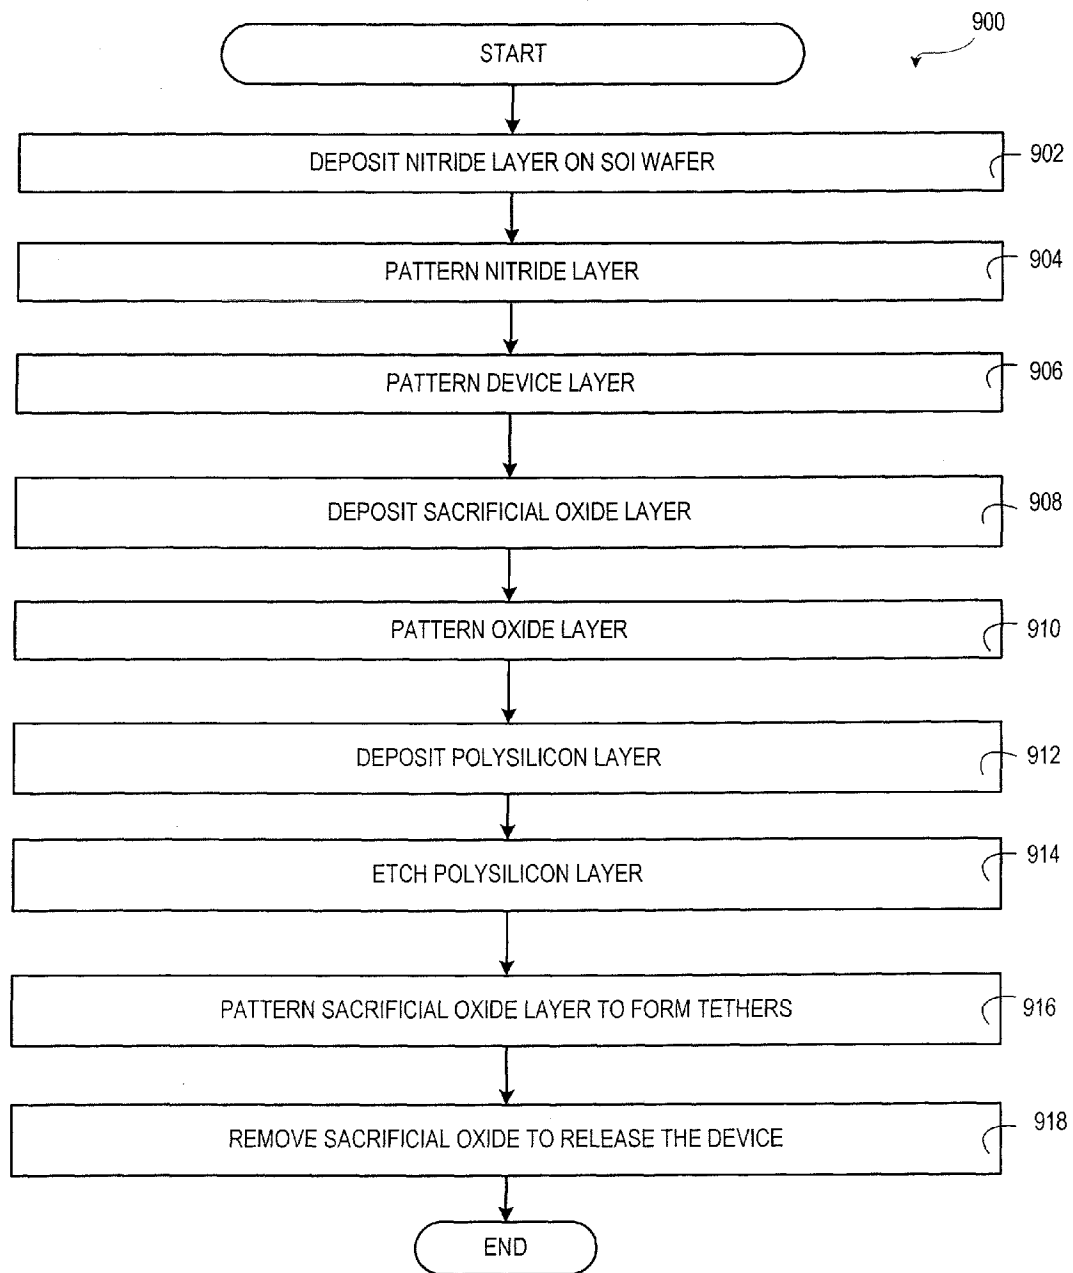 900
START
DEPOSIT NITRIDE LAYER ON SOI WAFER
902
PATTERN NITRIDE LAYER
904
PATTERN DEVICE LAYER
906
DEPOSIT SACRIFICIAL OXIDE LAYER
908
PATTERN OXIDE LAYER
910
DEPOSIT POLYSILICON LAYER
912
ETCH POLYSILICON LAYER
914
PATTERN SACRIFICIAL OXIDE LAYER TO FORM TETHERS
916
REMOVE SACRIFICIAL OXIDE TO RELEASE THE DEVICE
918
END